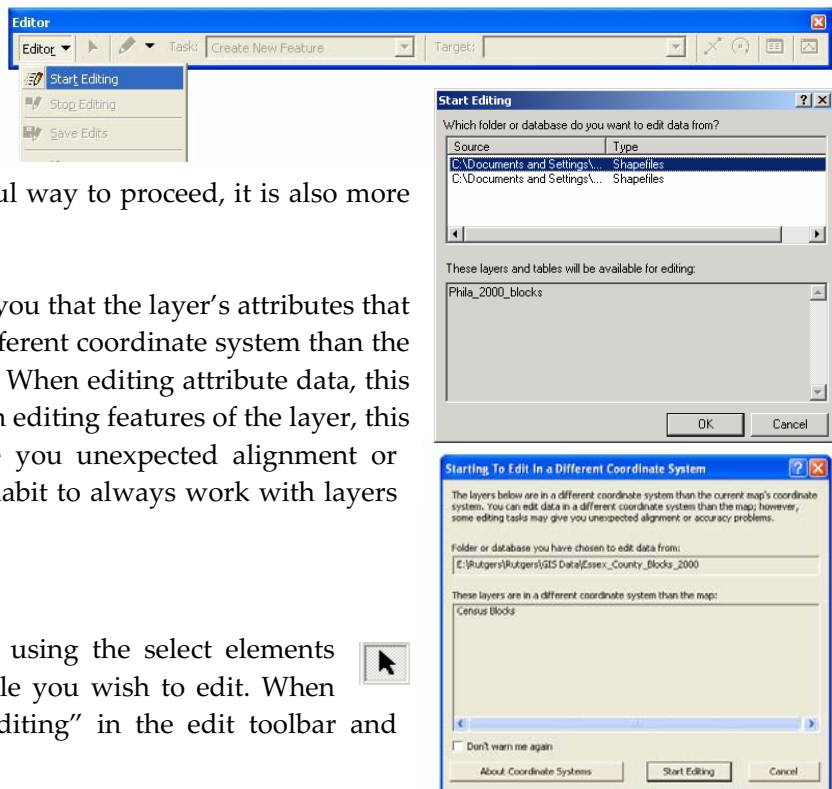 Editor
Editor Task: Create New Feature Target:
Start Editing
Stop Editing
Save Edits
Start Editing
Which folder or database do you want to edit data from?
Source Type
C:\Documents and Settings\... Shapefiles
C:\Documents and Settings\... Shapefiles
These layers and tables will be available for editing:
Phila_2000_blocks
OK Cancel
ul way to proceed, it is also more
you that the layer’s attributes that
fferent coordinate system than the
When editing attribute data, this
n editing features of the layer, this
e you unexpected alignment or
habit to always work with layers
Starting To Edit In a Different Coordinate System
The layers below are in a different coordinate system than the current map's coordinate
system. You can edit data in a different coordinate system than the map; however,
some editing tasks may give you unexpected alignment or accuracy problems.
Folder or database you have chosen to edit data from:
E:\Rutgers\Rutgers\GIS Data\Essex_County_Blocks_2000
These layers are in a different coordinate system than the map:
Census Blocks
Don't warn me again
About Coordinate Systems Start Editing Cancel
using the select elements
le you wish to edit. When
diting” in the edit toolbar and